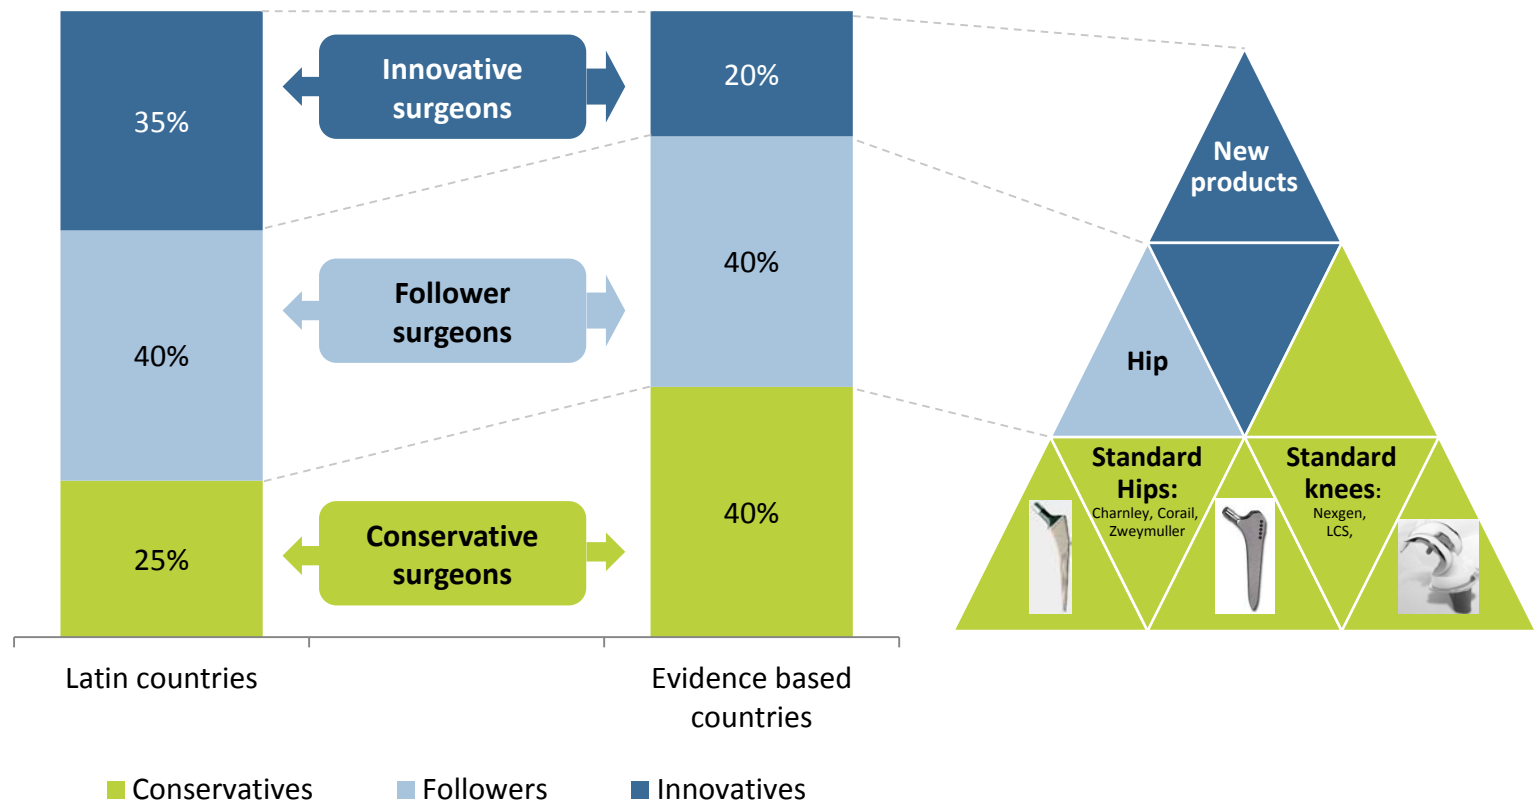 35%
40%
25%
Innovative
surgeons
Follower
surgeons
Conservative
surgeons
20%
40%
40%
New
products
Hip
Standard
Hips:
Charnley, Corail,
Zweymuller
Standard
knees:
Nexgen,
LCS,
Latin countries
Evidence based
countries
Conservatives
Followers
Innovatives